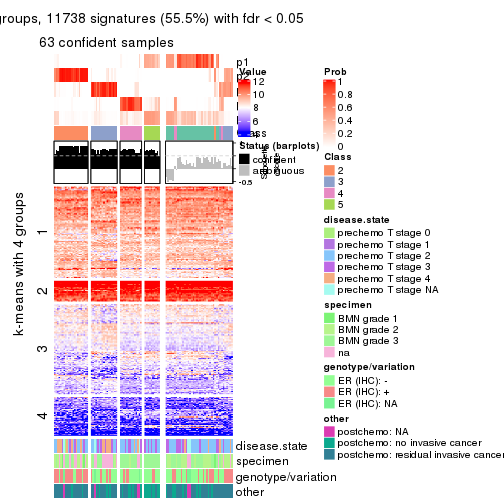 groups, 11738 signatures (55.5%) with fdr < 0.05
63 confident samples
k-means with 4 groups
1
2
3
4
p1
p2
Value
12
10
8
6
Status (barplots)
confident
ambiguous
-0.5
disease.state
specimen
genotype/variation
other
Prob
1
0.8
0.6
0.4
0.2
0
Class
2
3
4
5
disease.state
prechemo T stage 0
prechemo T stage 1
prechemo T stage 2
prechemo T stage 3
prechemo T stage 4
prechemo T stage NA
specimen
BMN grade 1
BMN grade 2
BMN grade 3
na
genotype/variation
ER (IHC): -
ER (IHC): +
ER (IHC): NA
other
postchemo: NA
postchemo: no invasive cancer
postchemo: residual invasive cancer